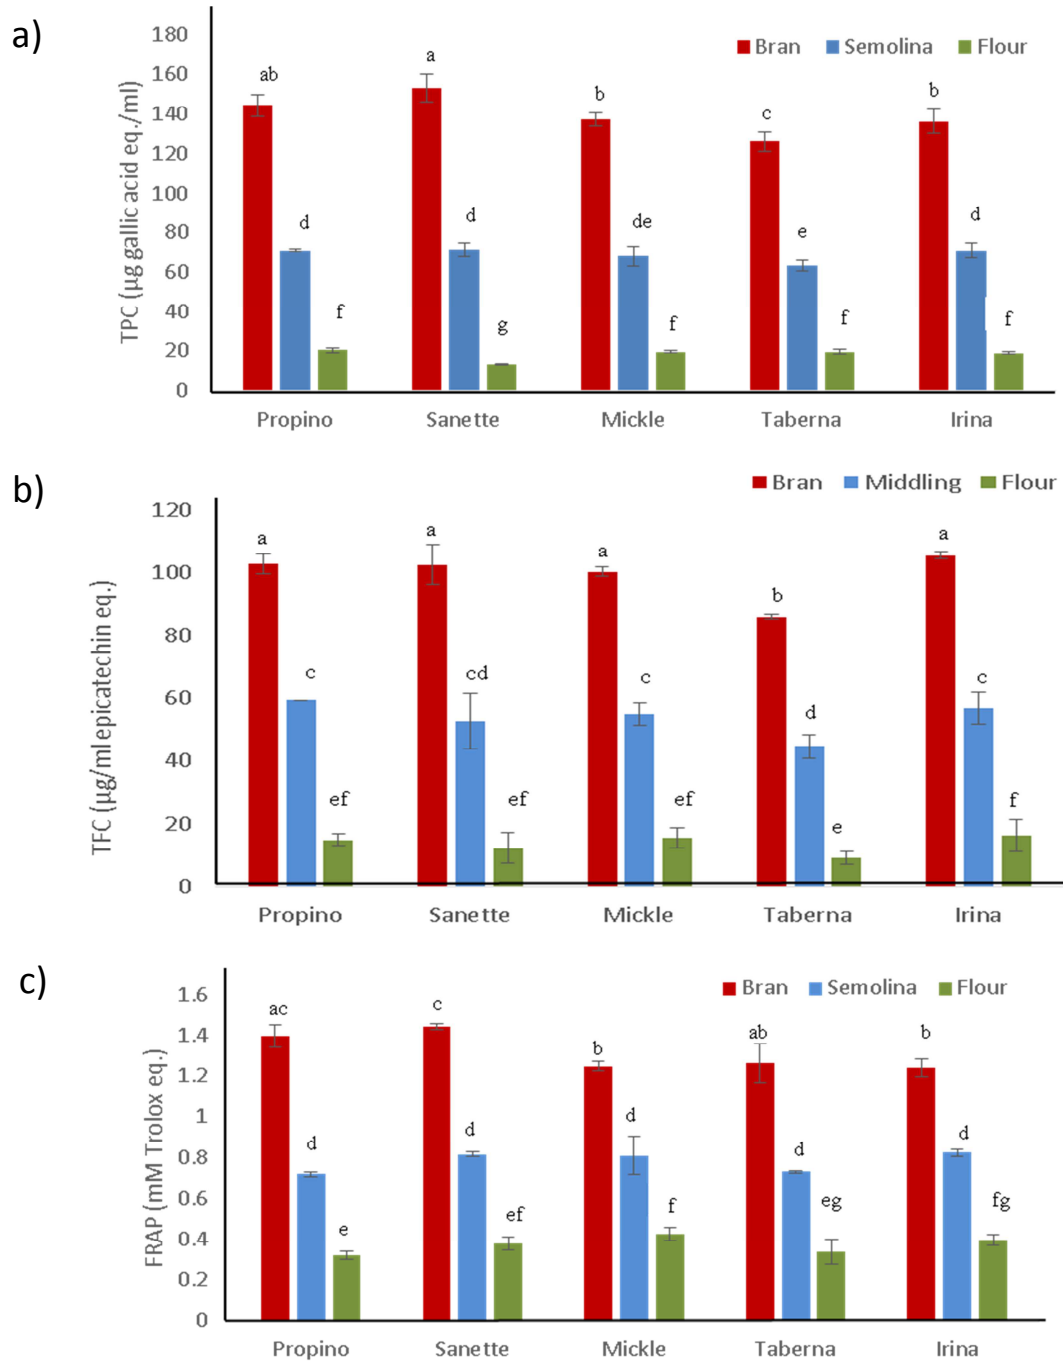 a)
TPC (µg gallic acid eq./ml)
180
160
140
120
100
80
60
40
20
0
Bran Semolina Flour
ab a b c b
d d de e d
f g f f f
Propino Sanette Mickle Taberna Irina
b)
TFC (µg/ml epicatechin eq.)
120
100
80
60
40
20
0
Bran Middling Flour
a a a b a
c cd c d c
ef ef ef e f
Propino Sanette Mickle Taberna Irina
c)
FRAP (mM Trolox eq.)
1.6
1.4
1.2
1
0.8
0.6
0.4
0.2
0
Bran Semolina Flour
ac c b ab b
d d d d d
e ef f eg fg
Propino Sanette Mickle Taberna Irina